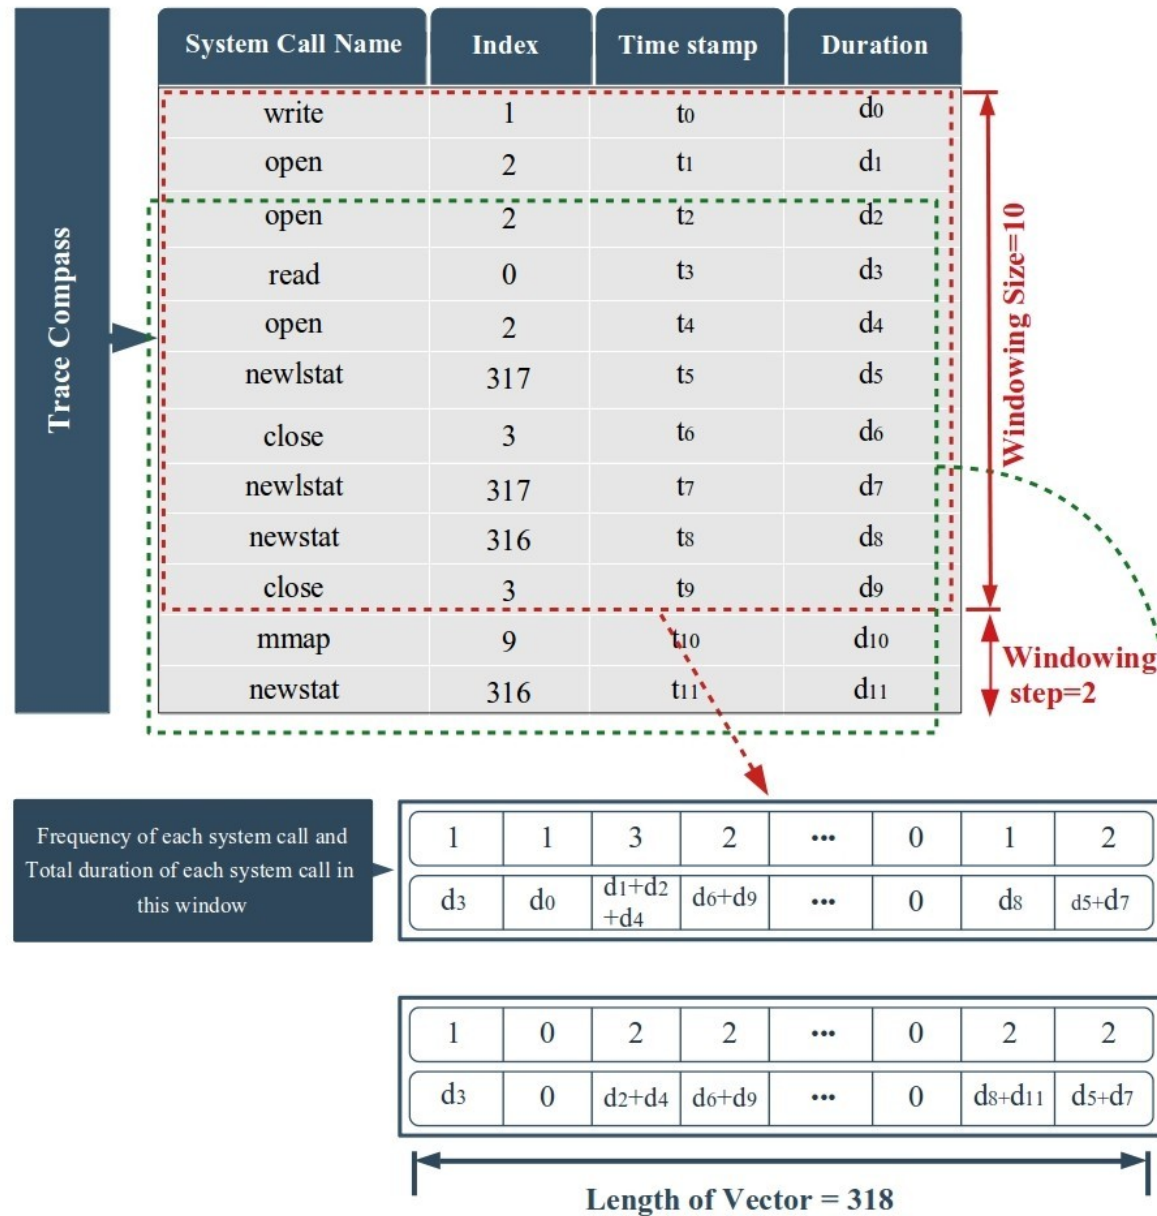 Trace Compass
System Call Name Index Time stamp Duration
write 1 t0 d0
open 2 t1 d1
open 2 t2 d2
read 0 t3 d3
open 2 t4 d4
newlstat 317 t5 d5
close 3 t6 d6
newlstat 317 t7 d7
newstat 316 t8 d8
close 3 t9 d9
mmap 9 t10 d10
newstat 316 t11 d11
Windowing Size=10
Windowing
step=2
Frequency of each system call and
Total duration of each system call in
this window
1 1 3 2 ... 0 1 2
d3 d0 d1+d2 d6+d9 ... 0 d8 d5+d7
+d4
1 0 2 2 ... 0 2 2
d3 0 d2+d4 d6+d9 ... 0 d8+d11 d5+d7
Length of Vector = 318